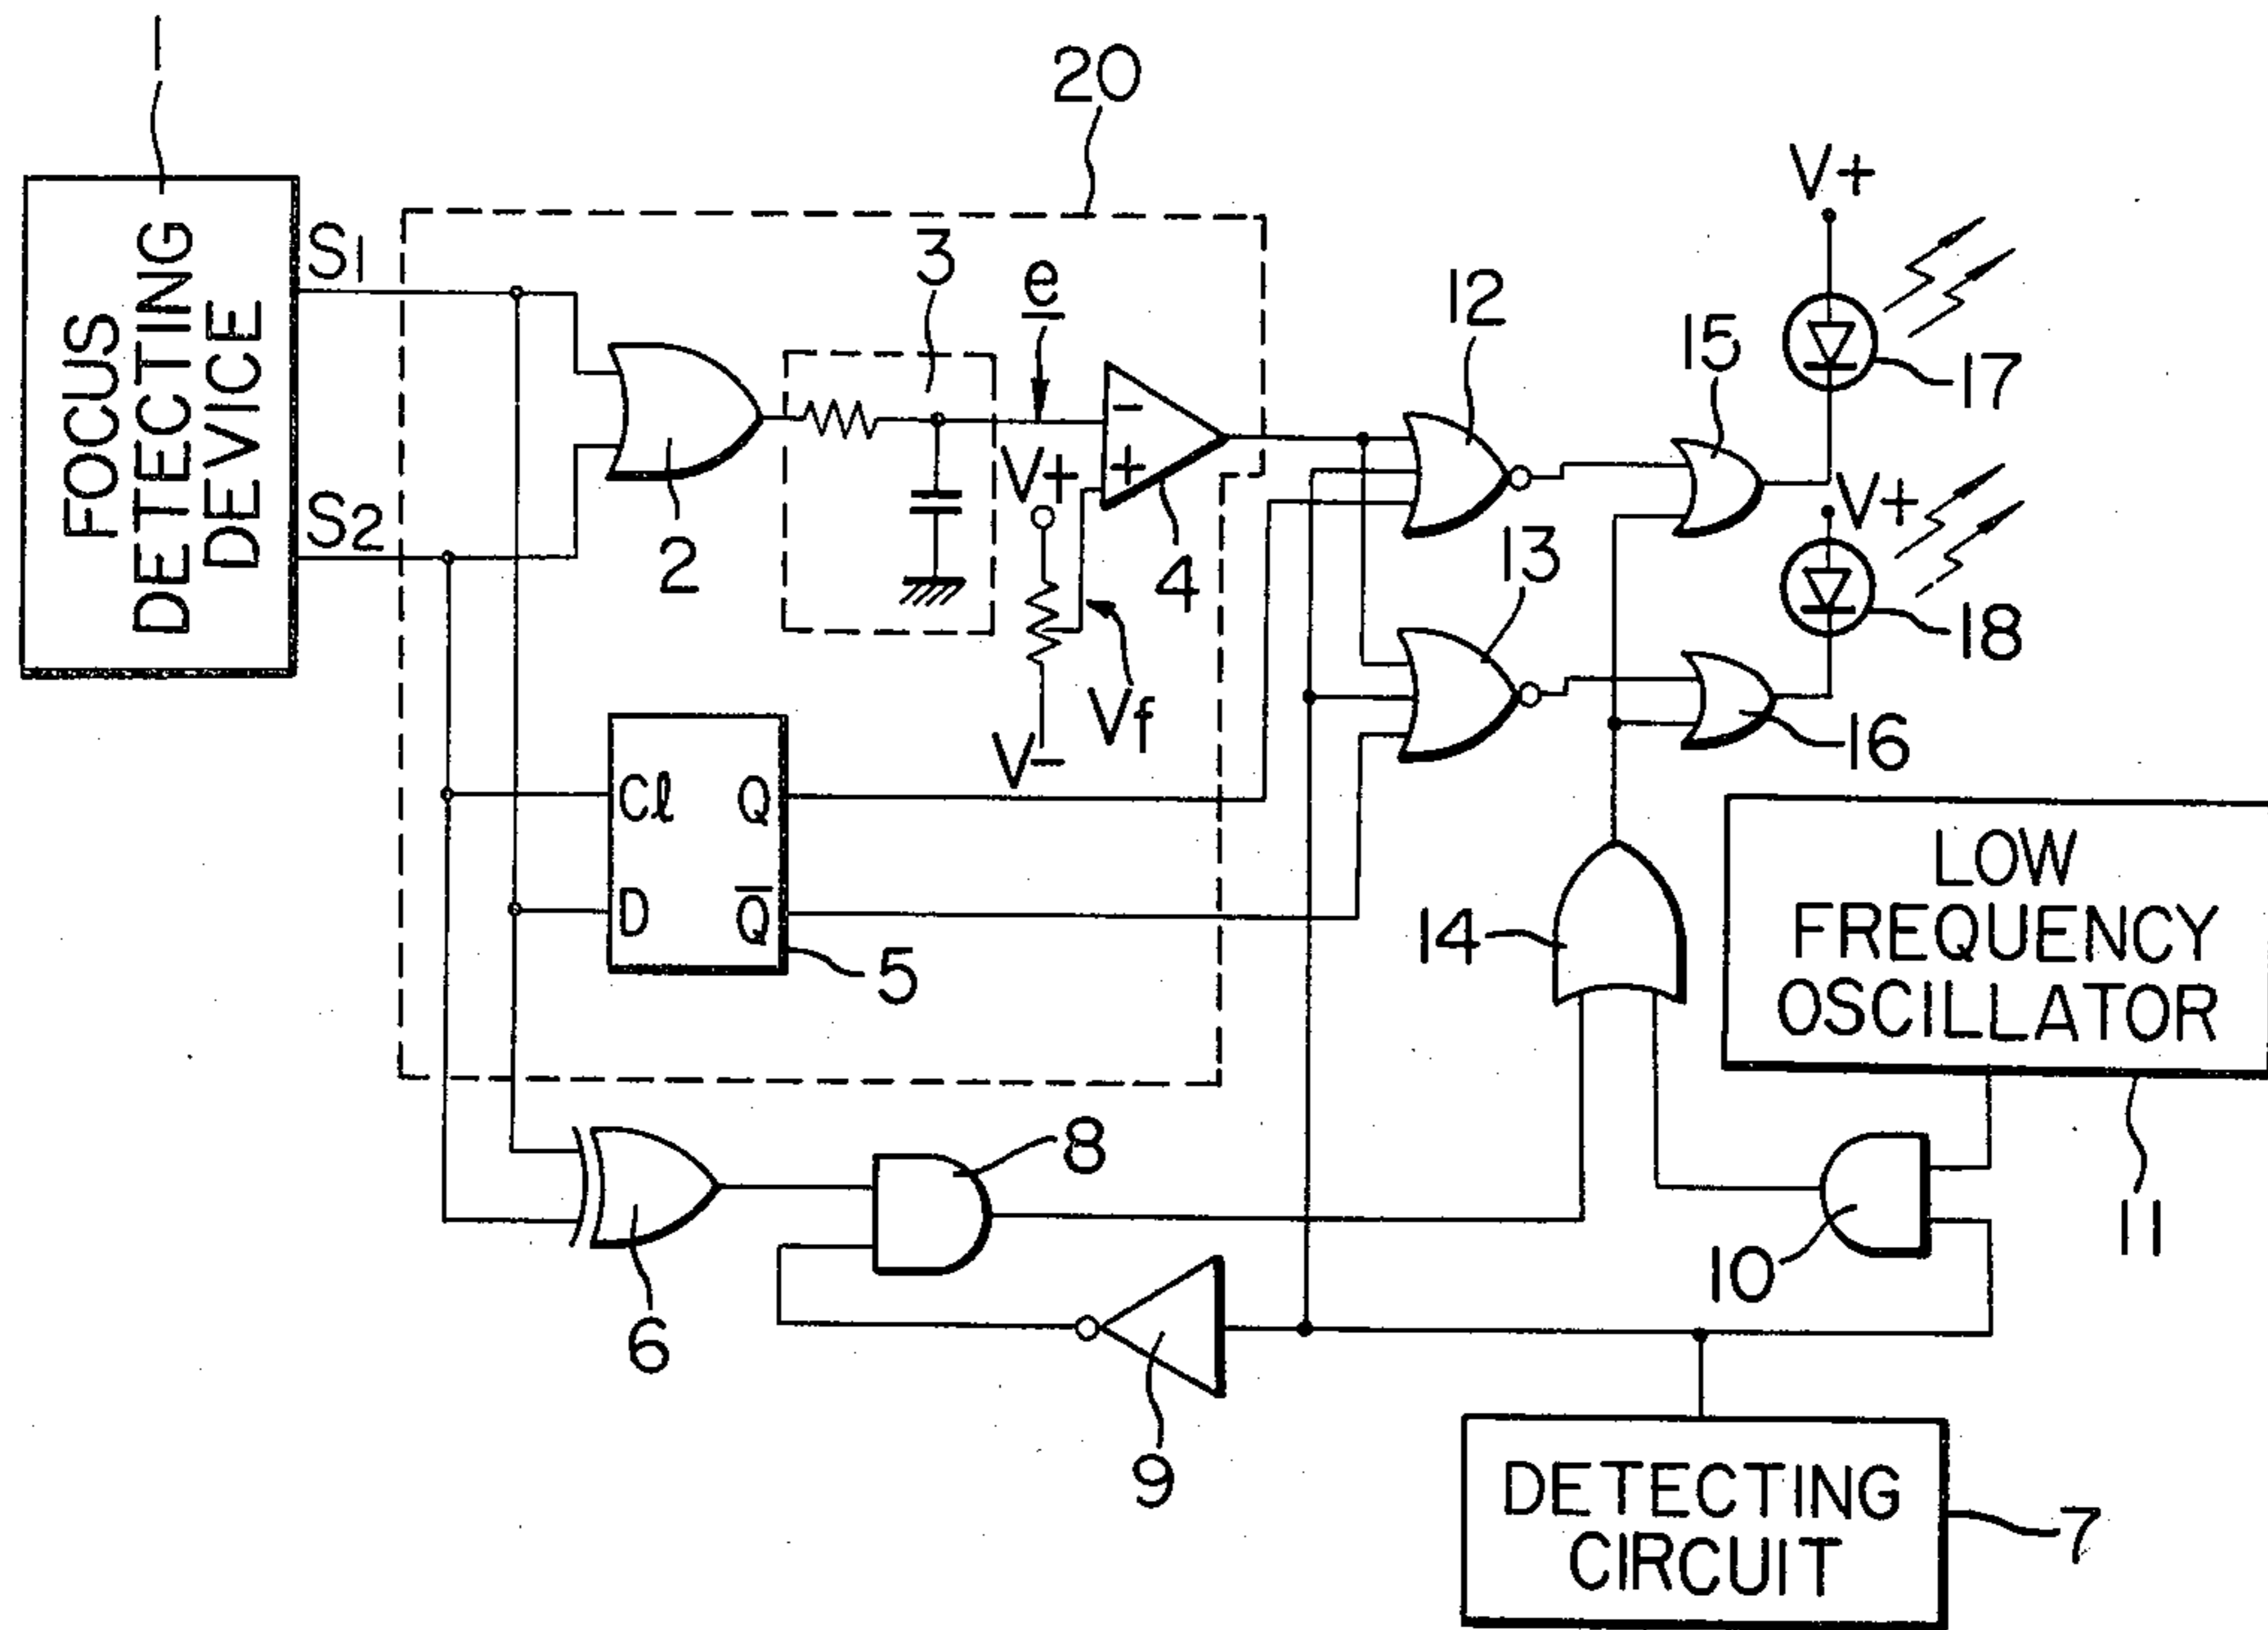 1
20
FOCUS
DETECTING
DEVICE
S1
S2
2
3
e
V+
V-
Vf
4
Cl
D
Q
Q̅
5
12
13
15
V+
17
V+
18
16
14
LOW
FREQUENCY
OSCILLATOR
11
10
6
8
9
DETECTING
CIRCUIT
7
-
+